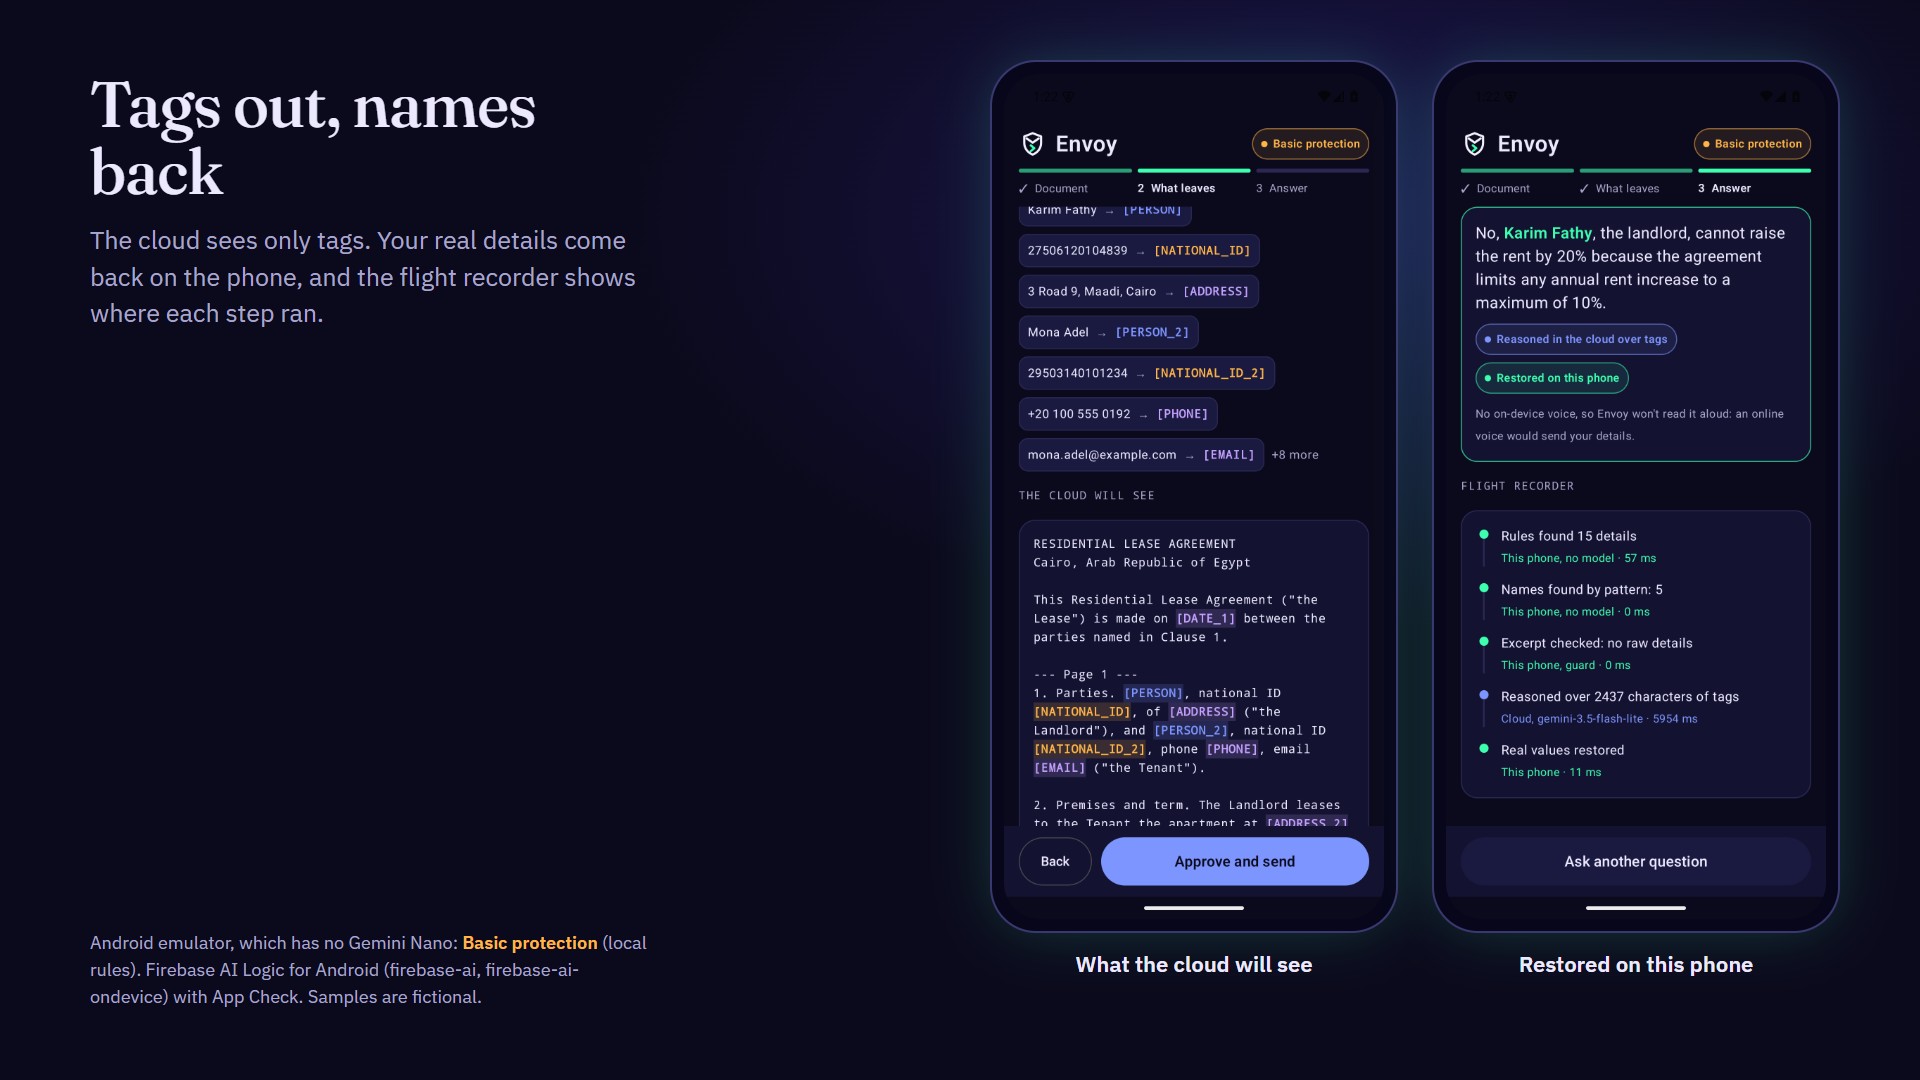 Tags out, names
back
The cloud sees only tags. Your real details come
back on the phone, and the flight recorder shows
where each step ran.
Android emulator, which has no Gemini Nano: Basic protection (local
rules). Firebase AI Logic for Android (firebase-ai, firebase-ai-
ondevice) with App Check. Samples are fictional.
Envoy
Basic protection
✓ Document
2 What leaves
3 Answer
Karim Fathy → [PERSON]
27506120104839 → [NATIONAL_ID]
3 Road 9, Maadi, Cairo → [ADDRESS]
Mona Adel → [PERSON_2]
29503140101234 → [NATIONAL_ID_2]
+20 100 555 0192 → [PHONE]
mona.adel@example.com → [EMAIL] +8 more
THE CLOUD WILL SEE
RESIDENTIAL LEASE AGREEMENT
Cairo, Arab Republic of Egypt
This Residential Lease Agreement ("the
Lease") is made on [DATE_1] between the
parties named in Clause 1.
--- Page 1 ---
1. Parties. [PERSON], national ID
[NATIONAL_ID], of [ADDRESS] ("the
Landlord"), and [PERSON_2], national ID
[NATIONAL_ID_2], phone [PHONE], email
[EMAIL] ("the Tenant").
2. Premises and term. The Landlord leases
to the Tenant the apartment at [ADDRESS_2]
Back
Approve and send
What the cloud will see
Envoy
Basic protection
✓ Document
✓ What leaves
3 Answer
No, Karim Fathy, the landlord, cannot raise
the rent by 20% because the agreement
limits any annual rent increase to a
maximum of 10%.
Reasoned in the cloud over tags
Restored on this phone
No on-device voice, so Envoy won't read it aloud: an online
voice would send your details.
FLIGHT RECORDER
Rules found 15 details
This phone, no model · 57 ms
Names found by pattern: 5
This phone, no model · 0 ms
Excerpt checked: no raw details
This phone, guard · 0 ms
Reasoned over 2437 characters of tags
Cloud, gemini-3.5-flash-lite · 5954 ms
Real values restored
This phone · 11 ms
Ask another question
Restored on this phone